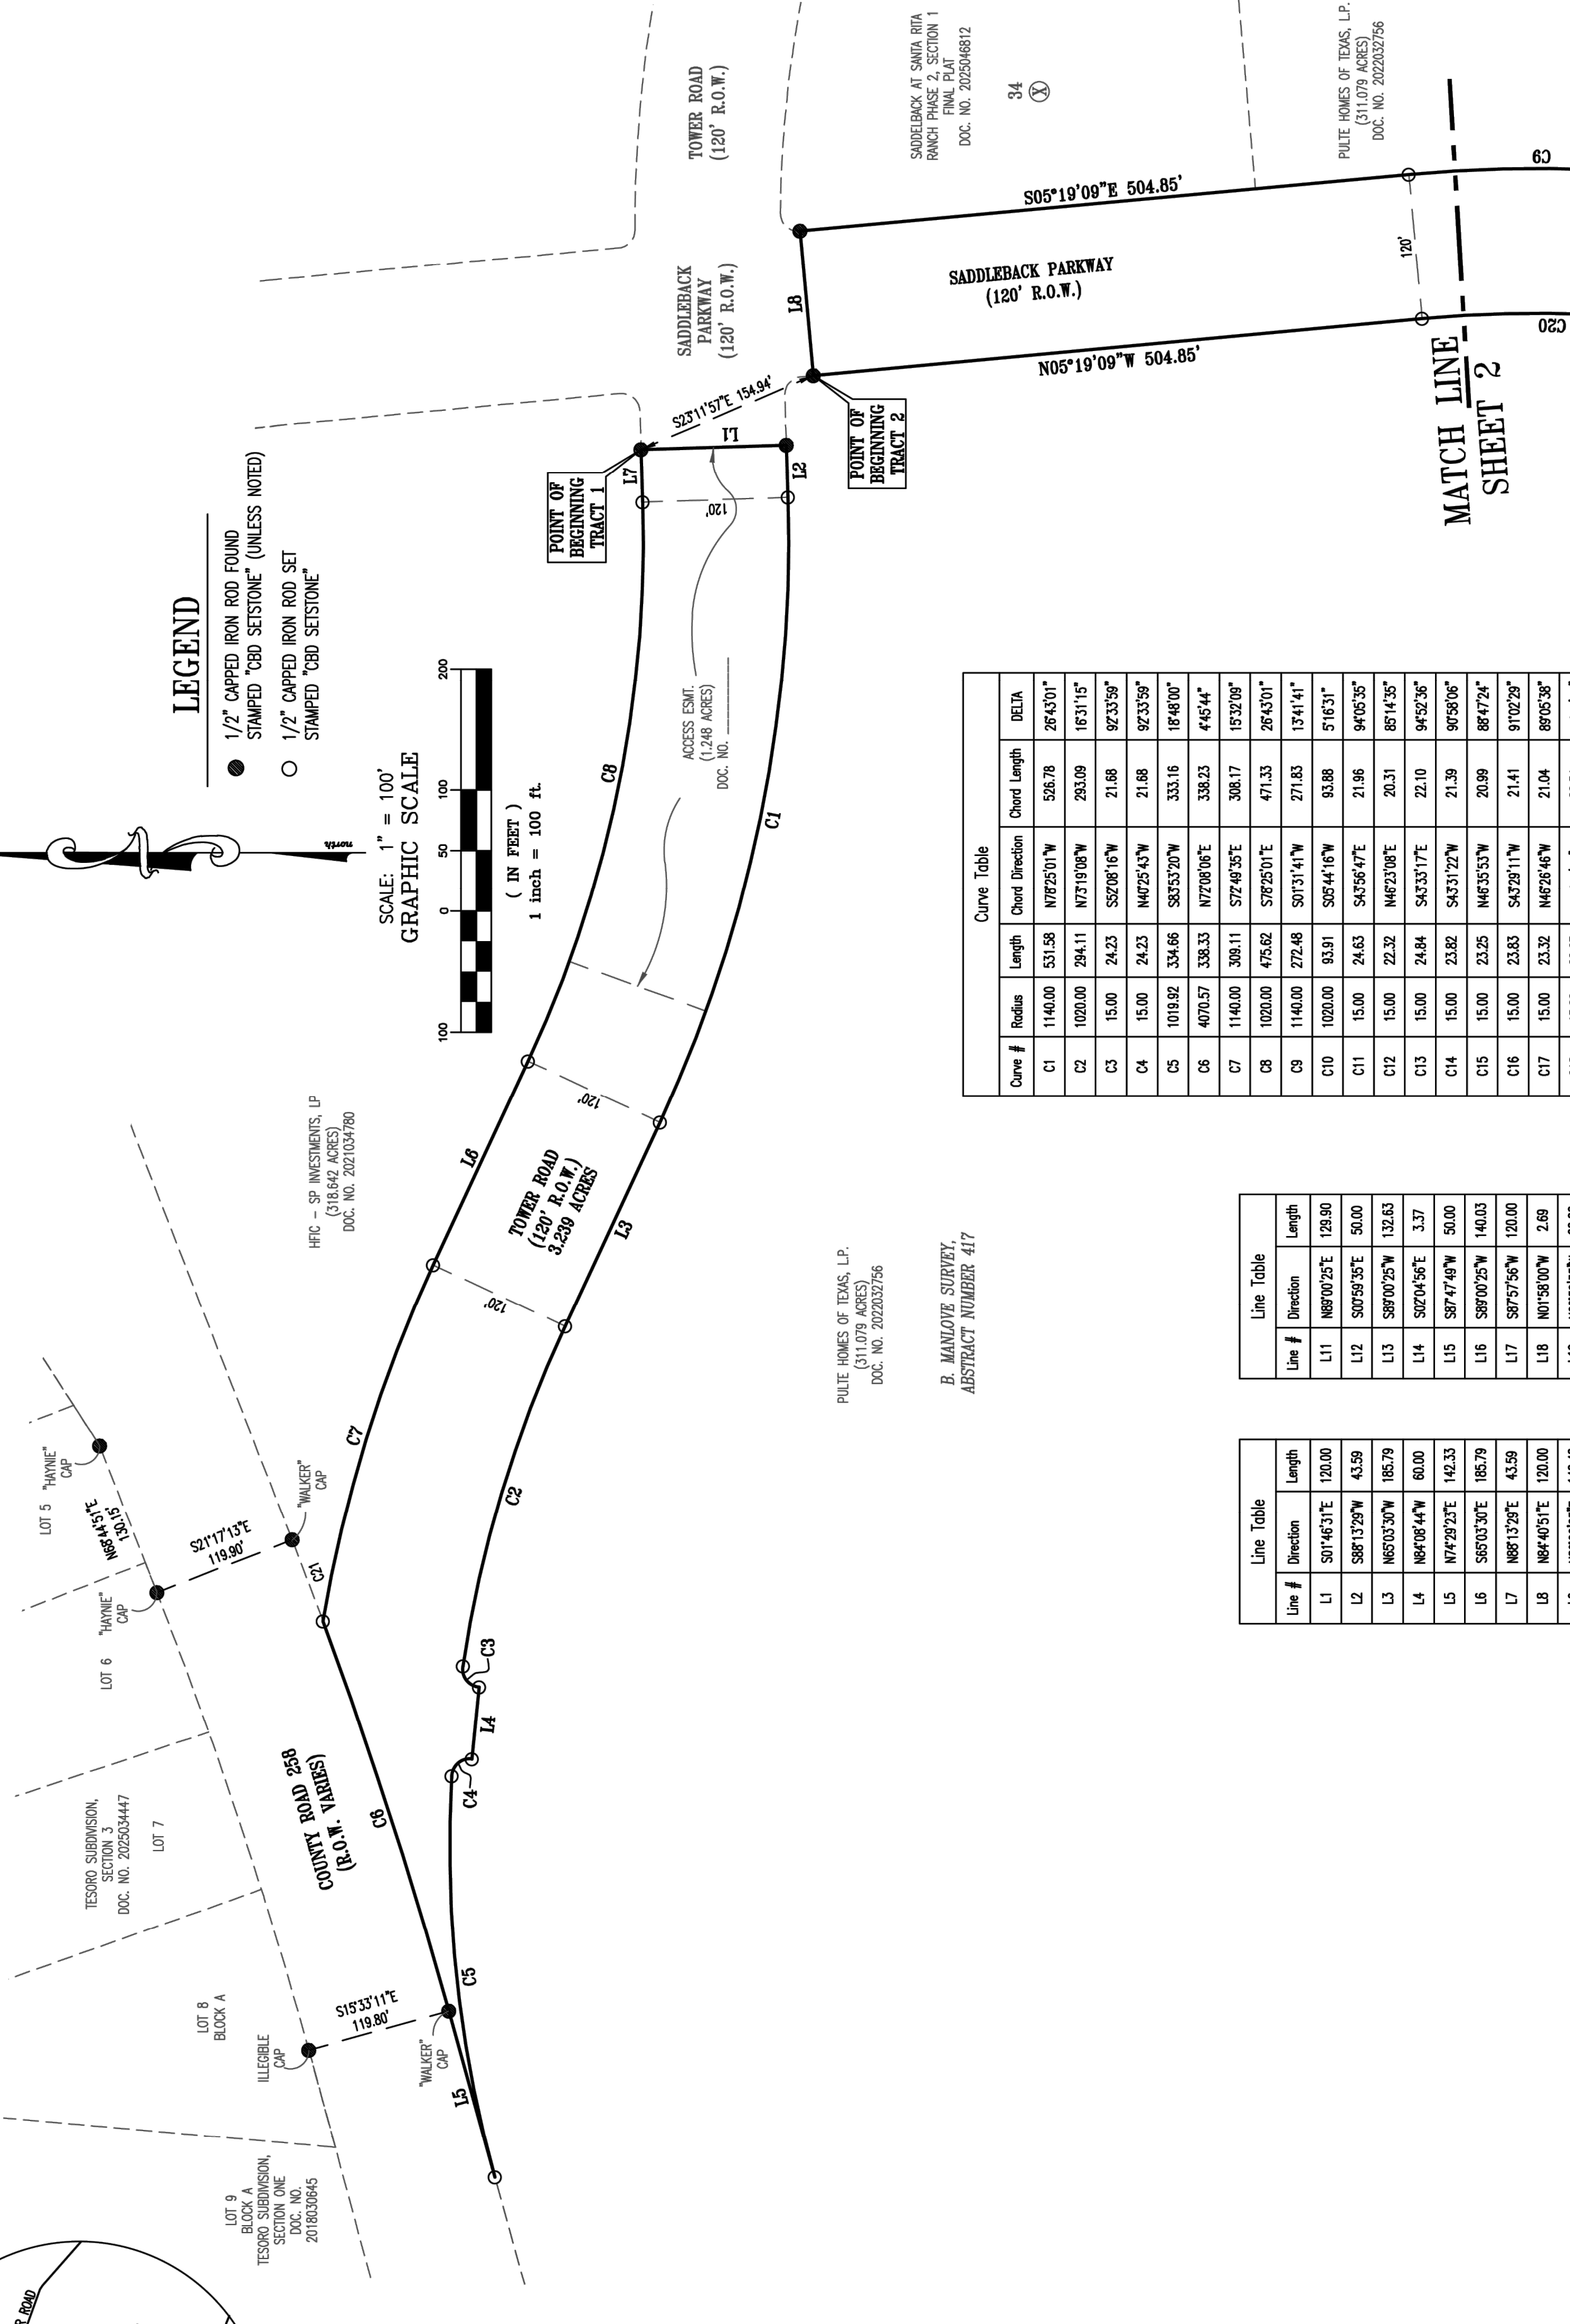 LEGEND
1/2" CAPPED IRON ROD FOUND
STAMPED "CBD SETSTONE" (UNLESS NOTED)
1/2" CAPPED IRON ROD SET
STAMPED "CBD SETSTONE"
north
SCALE: 1" = 100'
GRAPHIC SCALE
100 0 50 100 200
( IN FEET )
1 inch = 100 ft.
ROAD
LOT 9
BLOCK A
TESORO SUBDIVISION,
SECTION ONE
DOC. NO.
2018030645
LOT 8
BLOCK A
ILLEGIBLE
CAP
S15°33'11"E
119.80'
"WALKER"
CAP
TESORO SUBDIVISION,
SECTION 3
DOC. NO. 2025034447
LOT 7
LOT 6
"HAYNIE"
CAP
LOT 5
"HAYNIE"
CAP
N68°44'51"E
130.15'
S21°17'13"E
119.90'
"WALKER"
CAP
COUNTY ROAD 258
(R.O.W. VARIES)
L5
C5
C6
C4
L4
C3
C21
C7
C2
120'
L6
L3
TOWER ROAD
(120' R.O.W.)
3.239 ACRES
120'
C8
C1
HFIC - SP INVESTMENTS, LP
(318.642 ACRES)
DOC. NO. 2021034780
ACCESS ESMT.
(1.248 ACRES)
DOC. NO.
POINT OF
BEGINNING
TRACT 1
L7
120'
L1
L2
S23°11'57"E 154.94'
POINT OF
BEGINNING
TRACT 2
SADDLEBACK
PARKWAY
(120' R.O.W.)
TOWER ROAD
(120' R.O.W.)
L8
SADDELBACK AT SANTA RITA
RANCH PHASE 2, SECTION 1
FINAL PLAT
DOC. NO. 2025046812
34
X
S05°19'09"E 504.85'
SADDLEBACK PARKWAY
(120' R.O.W.)
N05°19'09"W 504.85'
120'
PULTE HOMES OF TEXAS, L.P.
(311.079 ACRES)
DOC. NO. 2022032756
C9
C20
MATCH LINE
SHEET 2
PULTE HOMES OF TEXAS, L.P.
(311.079 ACRES)
DOC. NO. 2022032756
B. MANLOVE SURVEY,
ABSTRACT NUMBER 417
Line Table
Line # Direction Length
L1 S01°46'31"E 120.00
L2 S88°13'29"W 43.59
L3 N65°03'30"W 185.79
L4 N84°08'44"W 60.00
L5 N74°29'23"E 142.33
L6 S65°03'30"E 185.79
L7 N88°13'29"E 43.59
L8 N84°40'51"E 120.00
Line Table
Line # Direction Length
L11 N89°00'25"E 129.90
L12 S00°59'35"E 50.00
L13 S89°00'25"W 132.63
L14 S02°04'56"E 3.37
L15 S87°47'49"W 50.00
L16 S89°00'25"W 140.03
L17 S87°57'56"W 120.00
L18 N01°58'00"W 2.69
Curve Table
Curve # Radius Length Chord Direction Chord Length DELTA
C1 1140.00 531.58 N78°25'01"W 526.78 26°43'01"
C2 1020.00 294.11 N73°19'08"W 293.09 16°31'15"
C3 15.00 24.23 S52°08'16"W 21.68 92°33'59"
C4 15.00 24.23 N40°25'43"W 21.68 92°33'59"
C5 1019.92 334.66 S83°53'20"W 333.16 18°48'00"
C6 4070.57 338.33 N72°08'06"E 338.23 4°45'44"
C7 1140.00 309.11 S72°49'35"E 308.17 15°32'09"
C8 1020.00 475.62 S78°25'01"E 471.33 26°43'01"
C9 1140.00 272.48 S01°31'41"W 271.83 13°41'41"
C10 1020.00 93.91 S05°44'16"W 93.88 5°16'31"
C11 15.00 24.63 S43°56'47"E 21.96 94°05'35"
C12 15.00 22.32 N46°23'08"E 20.31 85°14'35"
C13 15.00 24.84 S43°33'17"E 22.10 94°52'36"
C14 15.00 23.82 S43°31'22"W 21.39 90°58'06"
C15 15.00 23.25 N46°35'53"W 20.99 88°47'24"
C16 15.00 23.83 S43°29'11"W 21.41 91°02'29"
C17 15.00 23.32 N46°26'46"W 21.04 89°05'38"